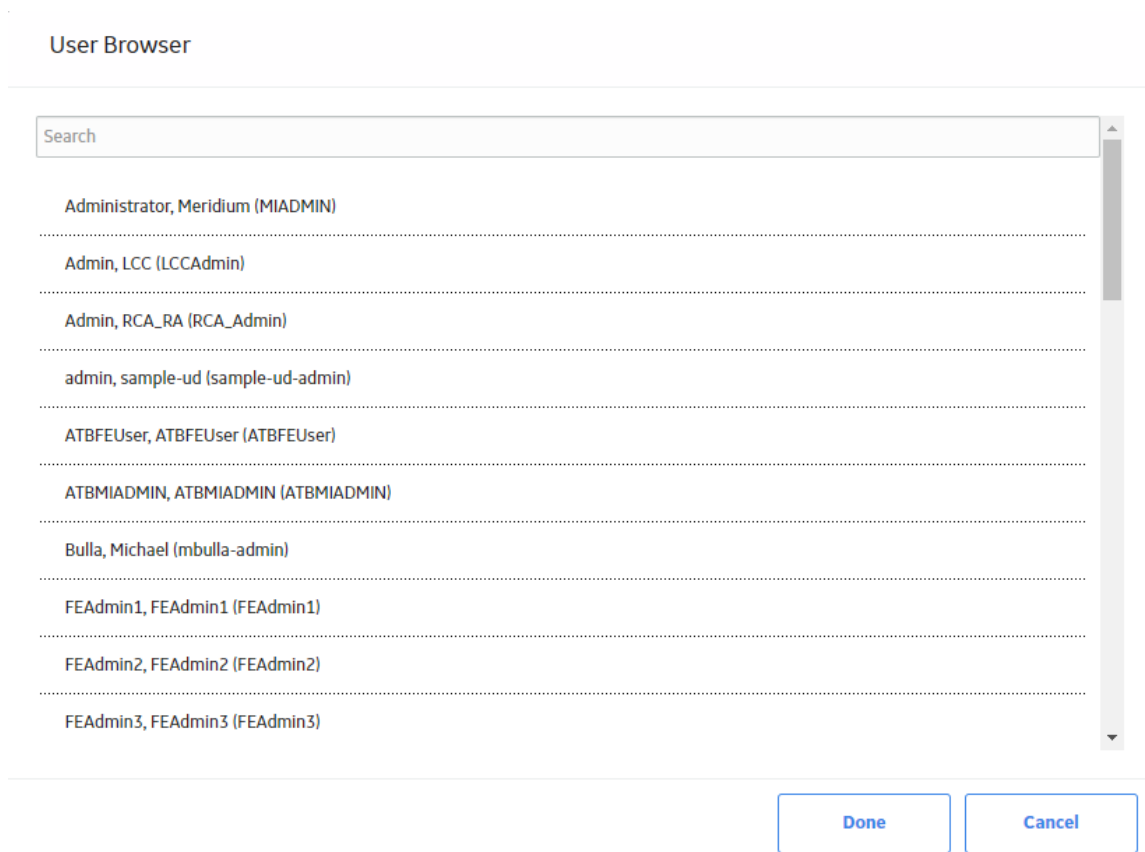 User Browser
Search
Administrator, Meridium (MIADMIN)
Admin, LCC (LCCAdmin)
Admin, RCA_RA (RCA_Admin)
admin, sample-ud (sample-ud-admin)
ATBFEUser, ATBFEUser (ATBFEUser)
ATBMIADMIN, ATBMIADMIN (ATBMIADMIN)
Bulla, Michael (mbulla-admin)
FEAdmin1, FEAdmin1 (FEAdmin1)
FEAdmin2, FEAdmin2 (FEAdmin2)
FEAdmin3, FEAdmin3 (FEAdmin3)
Done Cancel